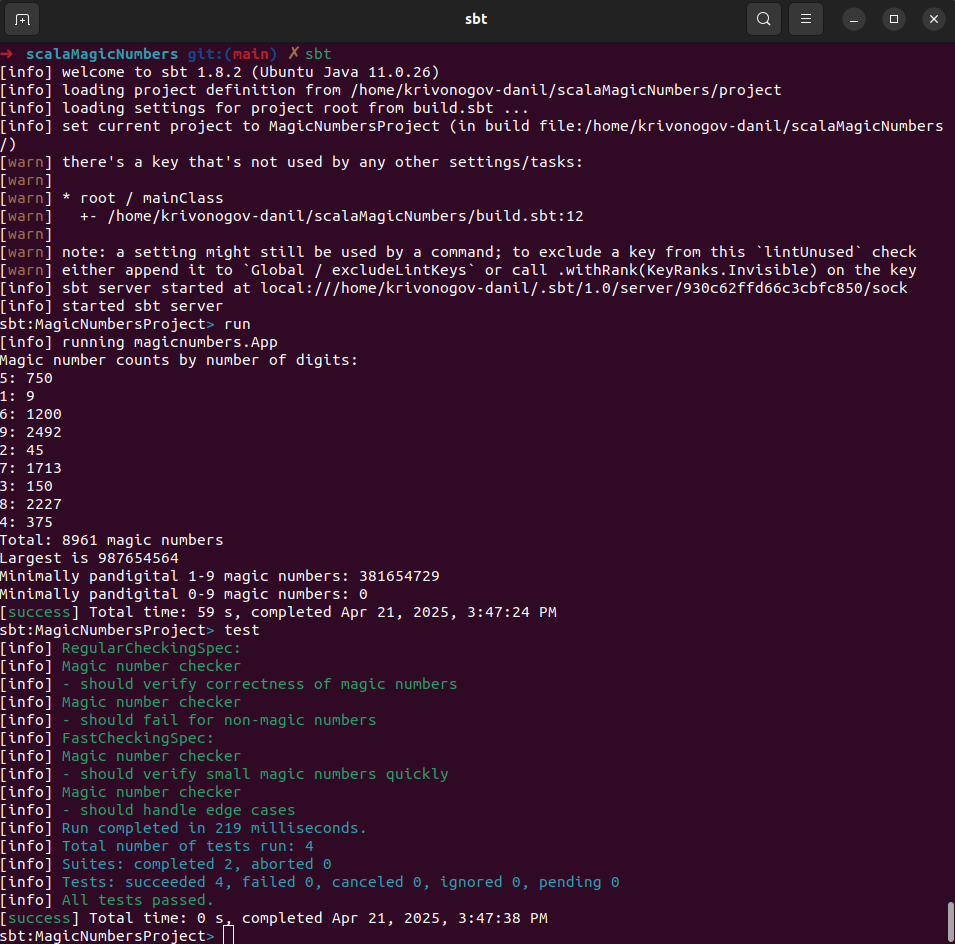 sbt
→ scalaMagicNumbers git:(main) ✗ sbt
[info] welcome to sbt 1.8.2 (Ubuntu Java 11.0.26)
[info] loading project definition from /home/krivonogov-danil/scalaMagicNumbers/project
[info] loading settings for project root from build.sbt ...
[info] set current project to MagicNumbersProject (in build file:/home/krivonogov-danil/scalaMagicNumbers
/)
[warn] there's a key that's not used by any other settings/tasks:
[warn]
[warn] * root / mainClass
[warn]   +- /home/krivonogov-danil/scalaMagicNumbers/build.sbt:12
[warn]
[warn] note: a setting might still be used by a command; to exclude a key from this `lintUnused` check
[warn] either append it to `Global / excludeLintKeys` or call .withRank(KeyRanks.Invisible) on the key
[info] sbt server started at local:///home/krivonogov-danil/.sbt/1.0/server/930c62ffd66c3cbfc850/sock
[info] started sbt server
sbt:MagicNumbersProject> run
[info] running magicnumbers.App
Magic number counts by number of digits:
5: 750
1: 9
6: 1200
9: 2492
2: 45
7: 1713
3: 150
8: 2227
4: 375
Total: 8961 magic numbers
Largest is 987654564
Minimally pandigital 1-9 magic numbers: 381654729
Minimally pandigital 0-9 magic numbers: 0
[success] Total time: 59 s, completed Apr 21, 2025, 3:47:24 PM
sbt:MagicNumbersProject> test
[info] RegularCheckingSpec:
[info] Magic number checker
[info] - should verify correctness of magic numbers
[info] Magic number checker
[info] - should fail for non-magic numbers
[info] FastCheckingSpec:
[info] Magic number checker
[info] - should verify small magic numbers quickly
[info] Magic number checker
[info] - should handle edge cases
[info] Run completed in 219 milliseconds.
[info] Total number of tests run: 4
[info] Suites: completed 2, aborted 0
[info] Tests: succeeded 4, failed 0, canceled 0, ignored 0, pending 0
[info] All tests passed.
[success] Total time: 0 s, completed Apr 21, 2025, 3:47:38 PM
sbt:MagicNumbersProject>